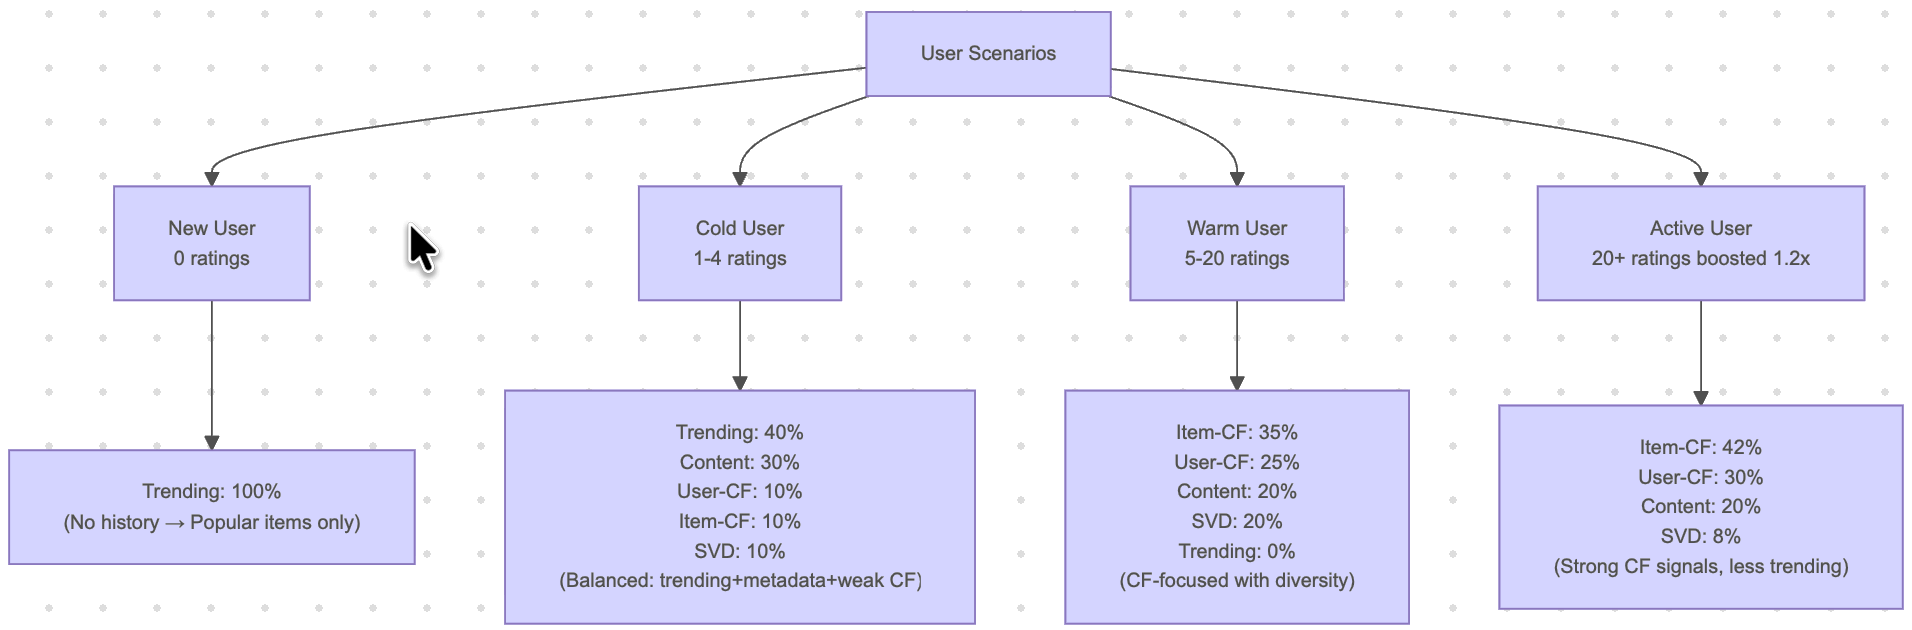 User Scenarios
New User
0 ratings
Cold User
1-4 ratings
Warm User
5-20 ratings
Active User
20+ ratings boosted 1.2x
Trending: 100%
(No history → Popular items only)
Trending: 40%
Content: 30%
User-CF: 10%
Item-CF: 10%
SVD: 10%
(Balanced: trending+metadata+weak CF)
Item-CF: 35%
User-CF: 25%
Content: 20%
SVD: 20%
Trending: 0%
(CF-focused with diversity)
Item-CF: 42%
User-CF: 30%
Content: 20%
SVD: 8%
(Strong CF signals, less trending)